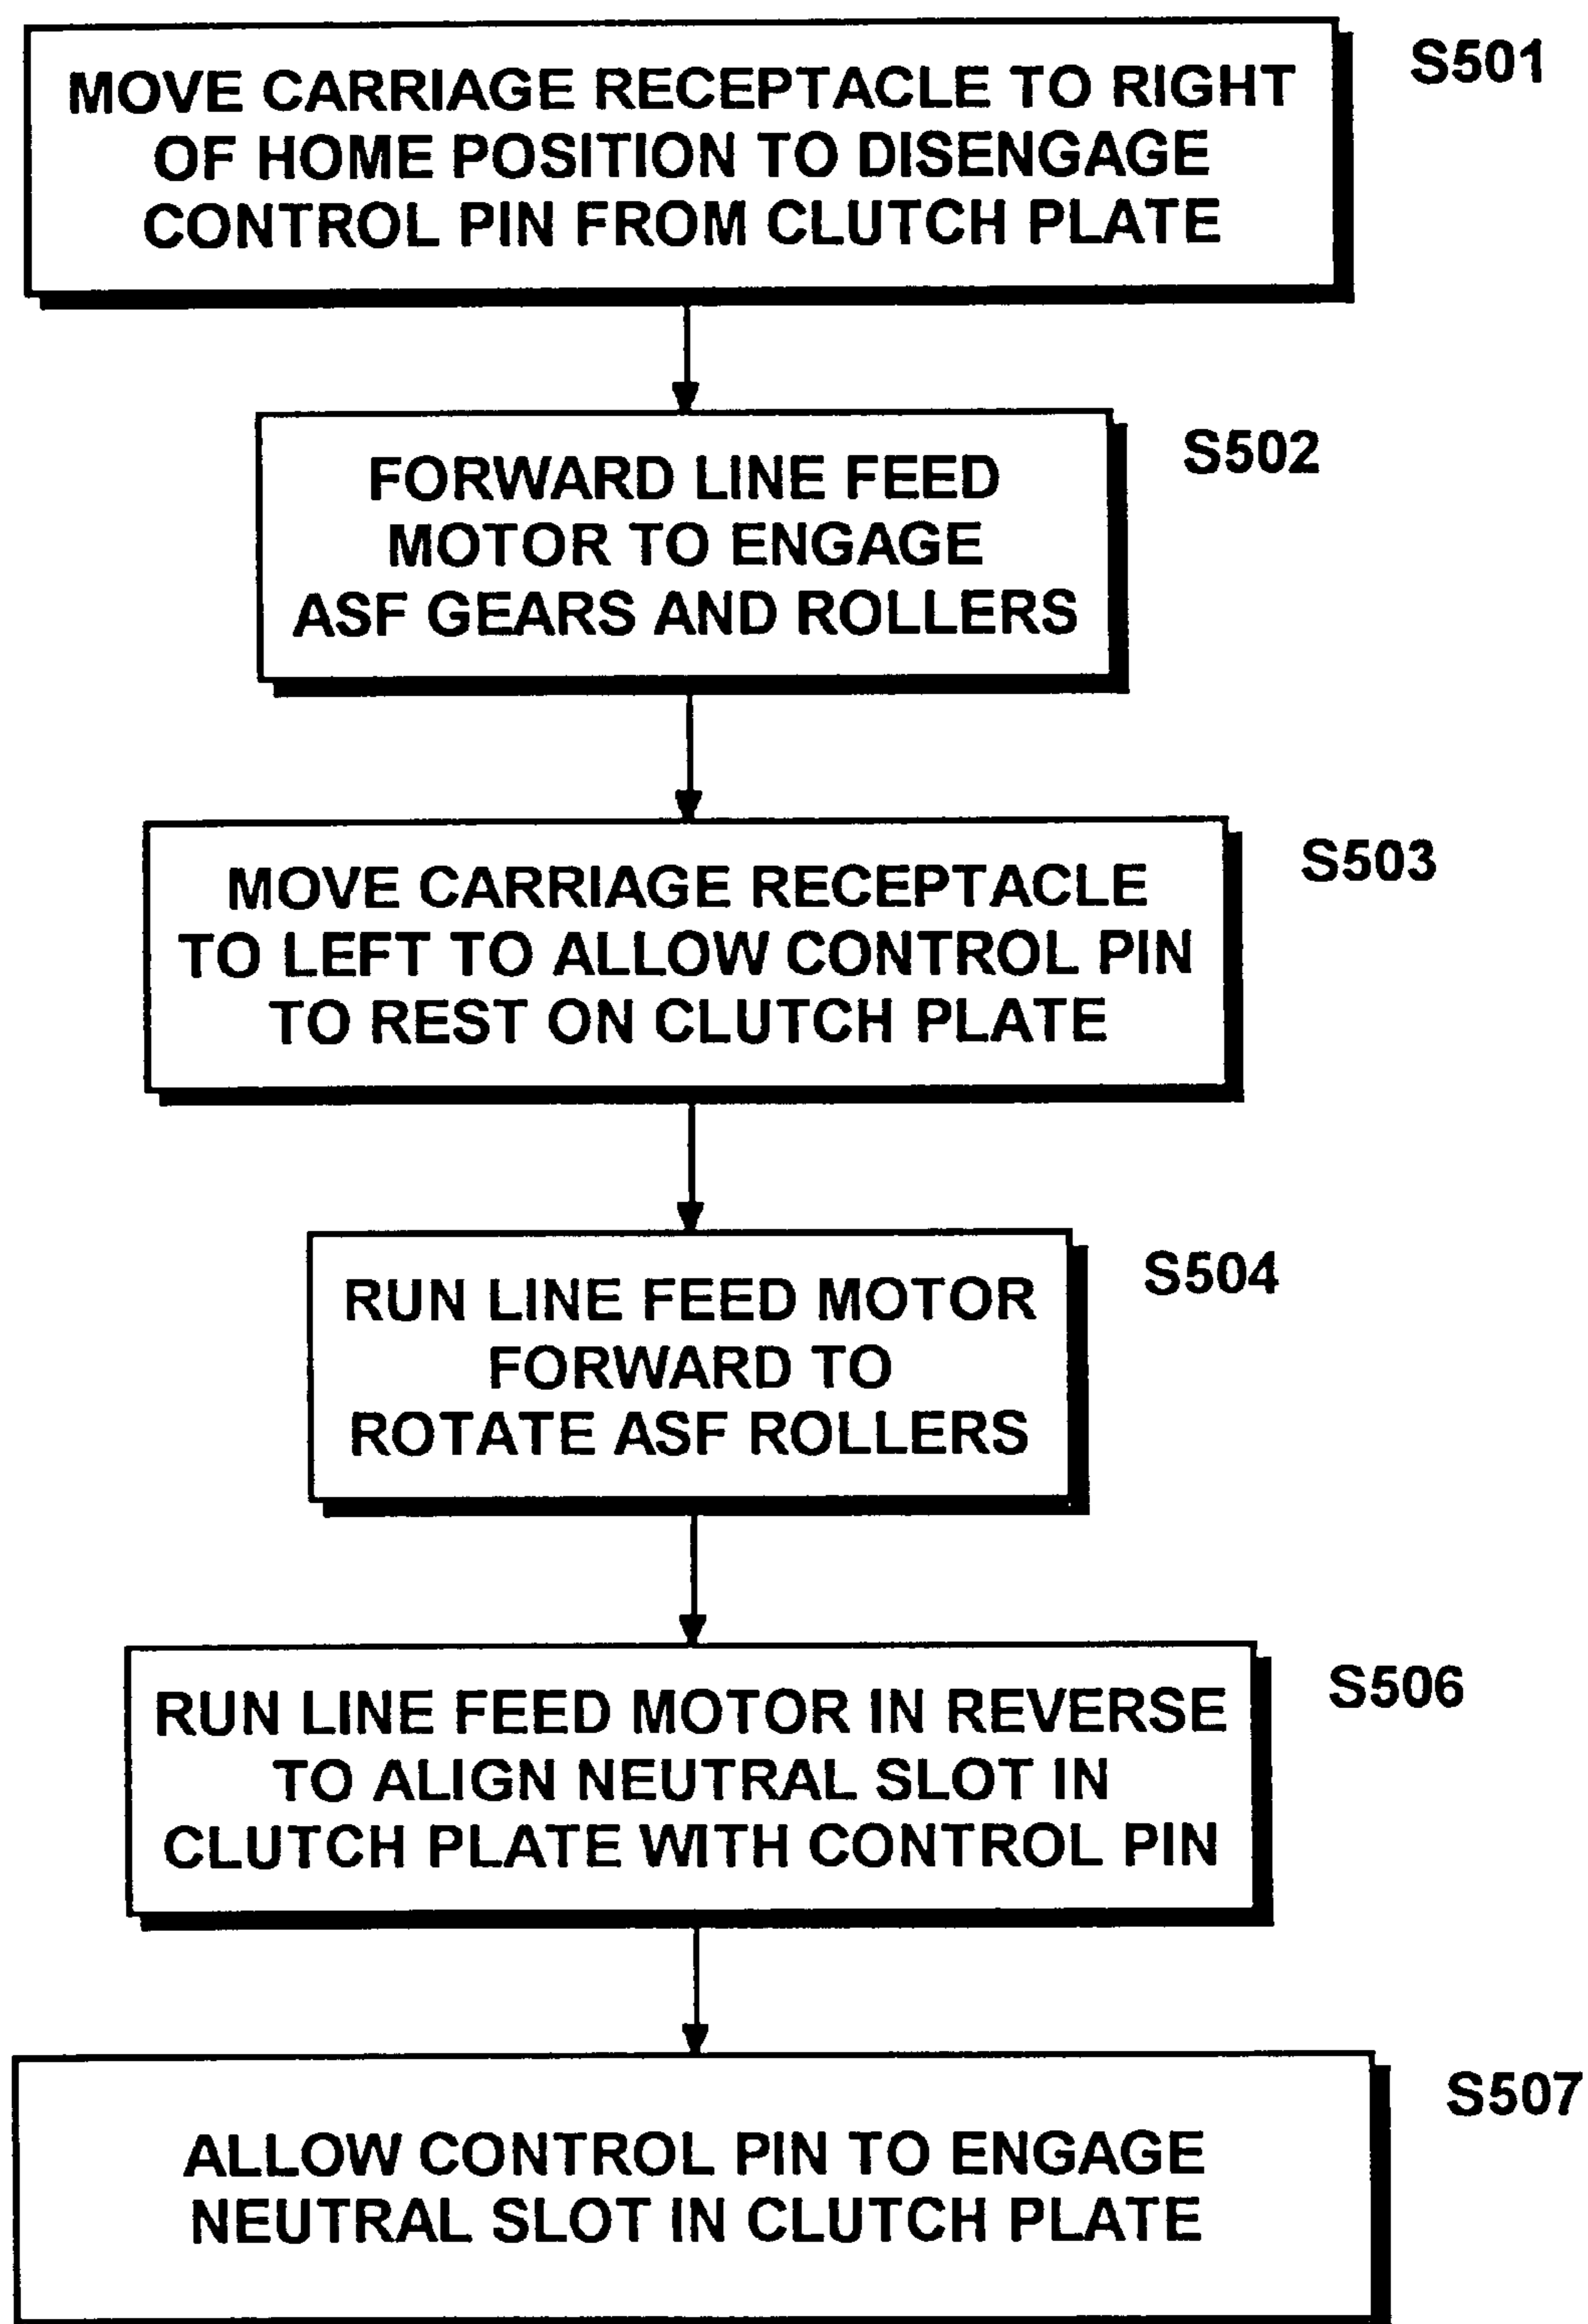 MOVE CARRIAGE RECEPTACLE TO RIGHT
OF HOME POSITION TO DISENGAGE
CONTROL PIN FROM CLUTCH PLATE
S501
FORWARD LINE FEED
MOTOR TO ENGAGE
ASF GEARS AND ROLLERS
S502
MOVE CARRIAGE RECEPTACLE
TO LEFT TO ALLOW CONTROL PIN
TO REST ON CLUTCH PLATE
S503
RUN LINE FEED MOTOR
FORWARD TO
ROTATE ASF ROLLERS
S504
RUN LINE FEED MOTOR IN REVERSE
TO ALIGN NEUTRAL SLOT IN
CLUTCH PLATE WITH CONTROL PIN
S506
ALLOW CONTROL PIN TO ENGAGE
NEUTRAL SLOT IN CLUTCH PLATE
S507